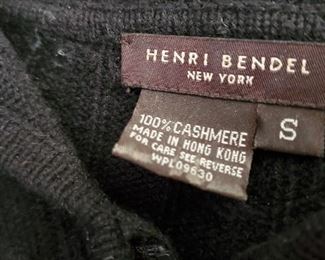 HENRI BENDEL
NEW YORK
S
100% CASHMERE
MADE IN HONG KONG
FOR CARE SEE REVERSE
WPL09630